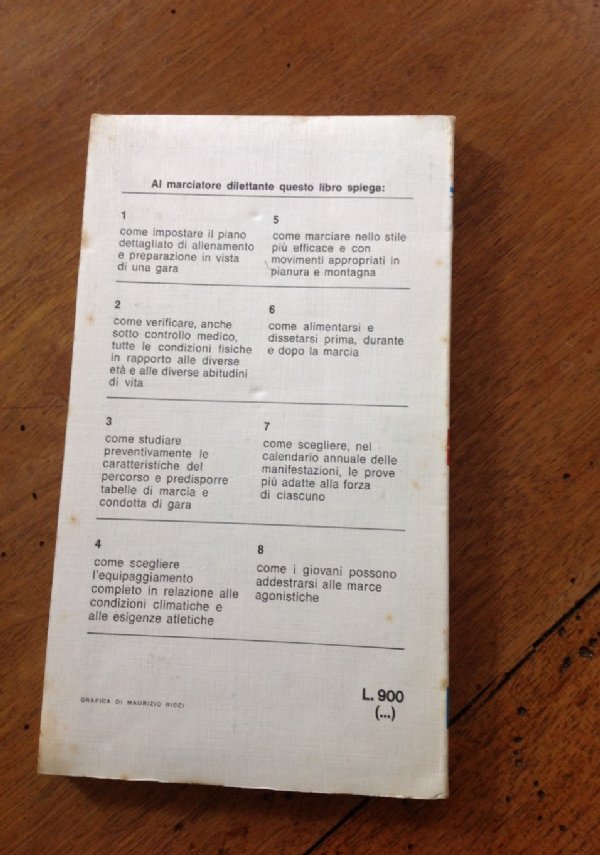 Al marciatore dilettante questo libro spiega:
1
come impostare il piano
dettagliato di allenamento
e preparazione in vista
di una gara
2
come verificare, anche
sotto controllo medico,
tutte le condizioni fisiche
in rapporto alle diverse
età e alle diverse abitudini
di vita
3
come studiare
preventivamente le
caratteristiche del
percorso e predisporre
tabelle di marcia e
condotta di gara
4
come scegliere
l'equipaggiamento
completo in relazione alle
condizioni climatiche e
alle esigenze atletiche
5
come marciare nello stile
più efficace e con
movimenti appropriati in
pianura e montagna
6
come alimentarsi e
dissetarsi prima, durante
e dopo la marcia
7
come scegliere, nel
calendario annuale delle
manifestazioni, le prove
più adatte alla forza
di ciascuno
8
come i giovani possono
addestrarsi alle marce
agonistiche
GRAFICA DI MAURIZIO RICCI
L. 900
(...)